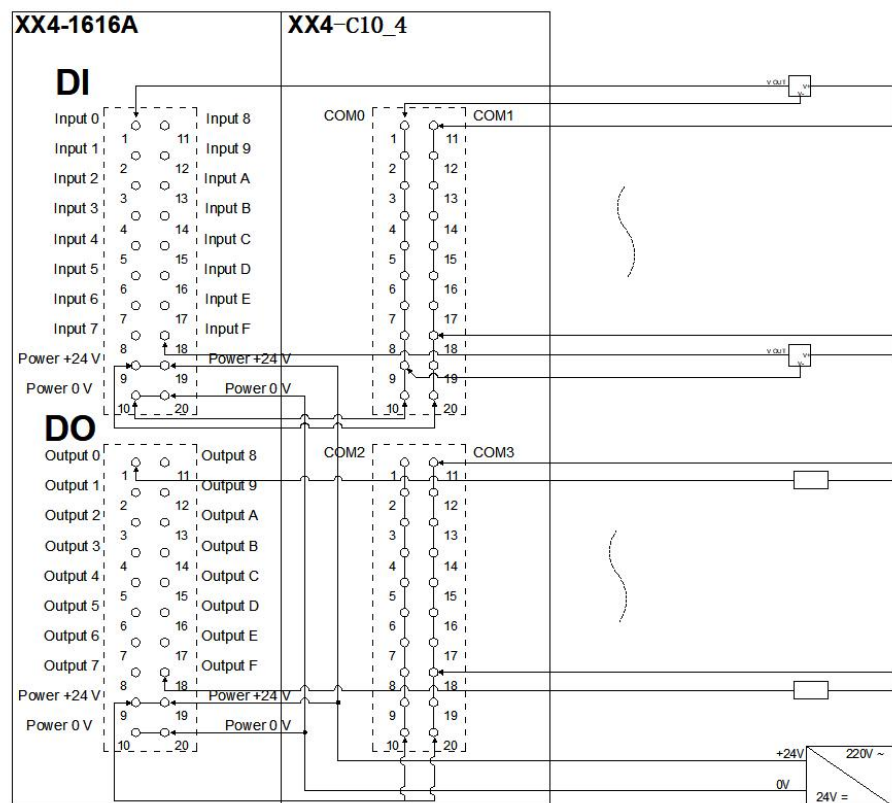 XX4-1616A XX4-C10_4
DI
V OUT V+
V-
Input 0 Input 8 COM0 COM1
1 11 1 11
Input 1 Input 9
2 12 2 12
Input 2 Input A
3 13 3 13
Input 3 Input B
4 14 4 14
Input 4 Input C
5 15 5 15
Input 5 Input D
6 16 6 16
Input 6 Input E
7 17 7 17
Input 7 Input F
8 18 8 18
V OUT V+
V-
Power +24 V Power +24 V
9 19 9 19
Power 0 V Power 0 V
10 20 10 20
DO
Output 0 Output 8 COM2 COM3
1 11 1 11
Output 1 Output 9
2 12 2 12
Output 2 Output A
3 13 3 13
Output 3 Output B
4 14 4 14
Output 4 Output C
5 15 5 15
Output 5 Output D
6 16 6 16
Output 6 Output E
7 17 7 17
Output 7 Output F
8 18 8 18
Power +24 V Power +24 V
9 19 9 19
Power 0 V Power 0 V
10 20 10 20
+24V 220V ~
0V
24V =